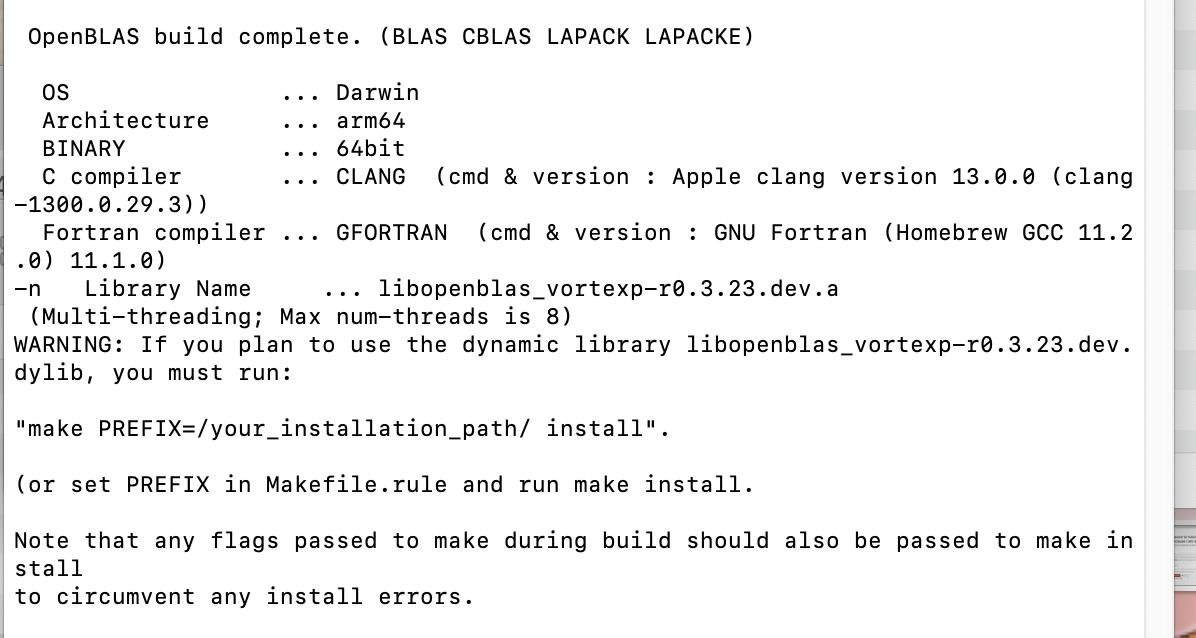 OpenBLAS build complete. (BLAS CBLAS LAPACK LAPACKE)
OS ... Darwin
Architecture ... arm64
BINARY ... 64bit
C compiler ... CLANG (cmd & version : Apple clang version 13.0.0 (clang
-1300.0.29.3))
Fortran compiler ... GFORTRAN (cmd & version : GNU Fortran (Homebrew GCC 11.2
.0) 11.1.0)
-n Library Name ... libopenblas_vortexp-r0.3.23.dev.a
(Multi-threading; Max num-threads is 8)
WARNING: If you plan to use the dynamic library libopenblas_vortexp-r0.3.23.dev.
dylib, you must run:
"make PREFIX=/your_installation_path/ install".
(or set PREFIX in Makefile.rule and run make install.
Note that any flags passed to make during build should also be passed to make in
stall
to circumvent any install errors.